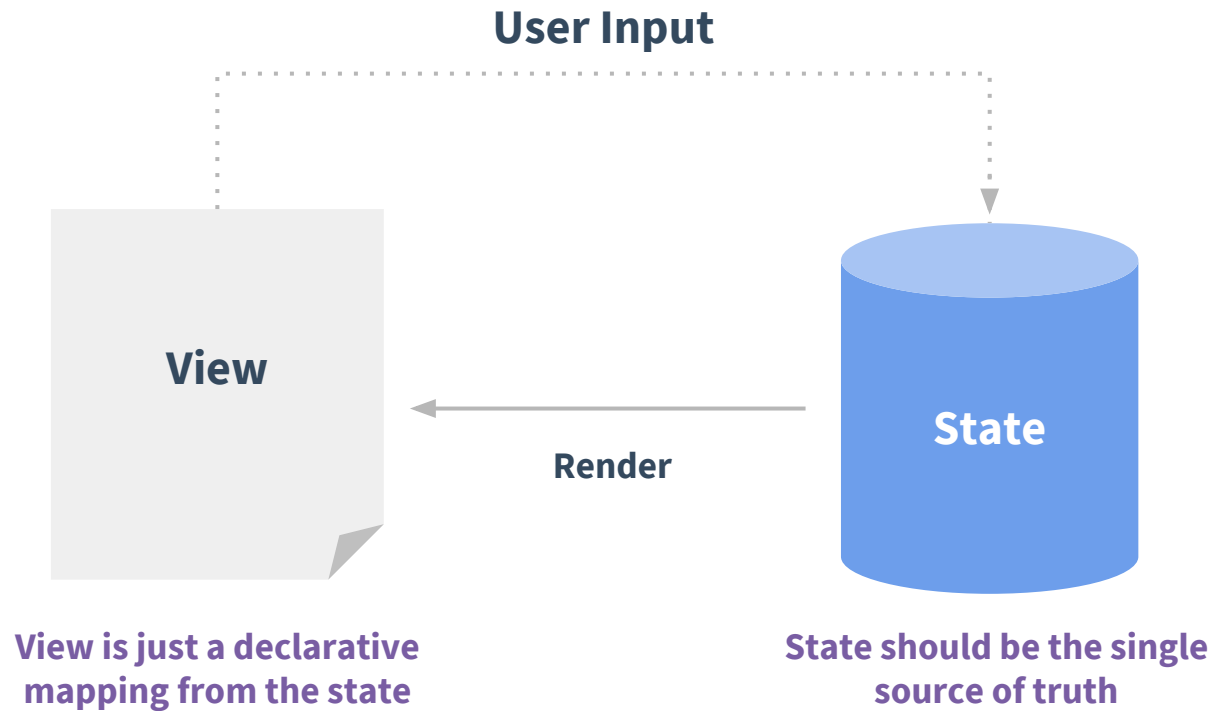 User Input
View
State
Render
View is just a declarative
mapping from the state
State should be the single
source of truth